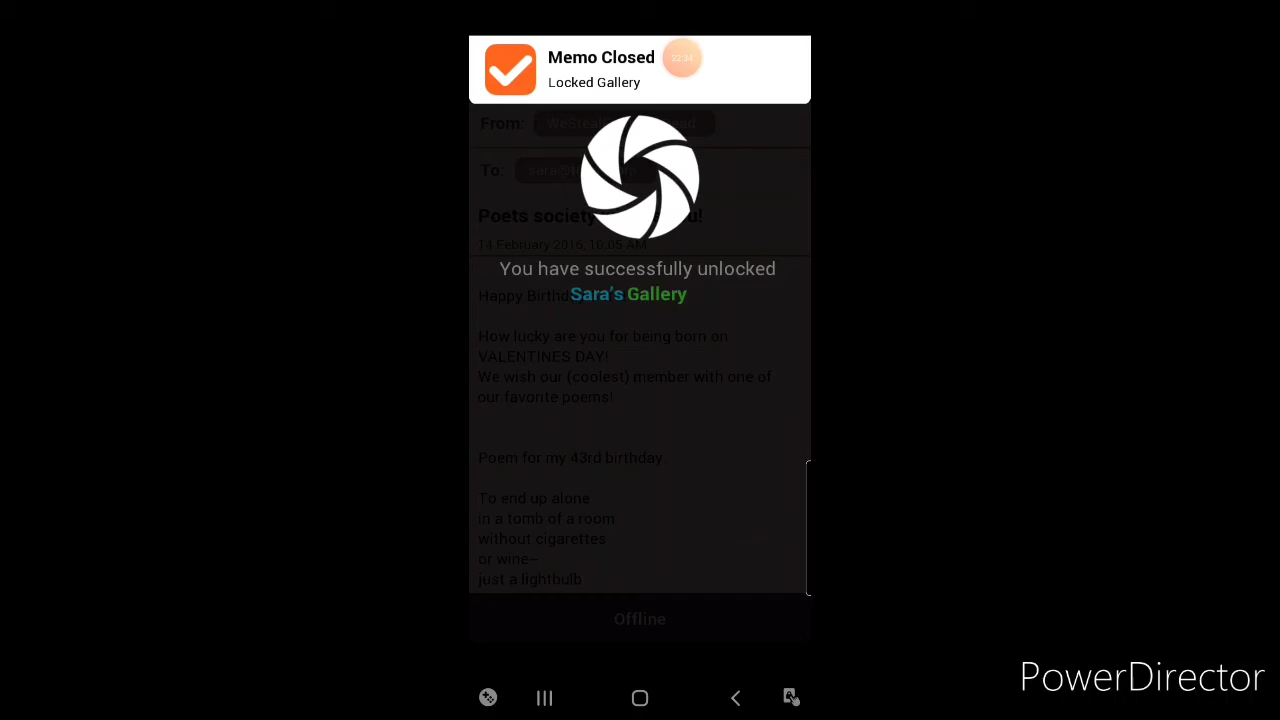 Memo Closed
22:34
Locked Gallery
From:
To:
Poets society
14 February 2016, 10:05 AM
You have successfully unlocked
Sara's Gallery
Happy
How lucky are you for being born on
VALENTINES DAY!
We wish our (coolest) member with one of
our favorite poems!
Poem for my 43rd birthday.
To end up alone
in a tomb of a room
without cigarettes
or wine–
just a lightbulb
Offline
PowerDirector